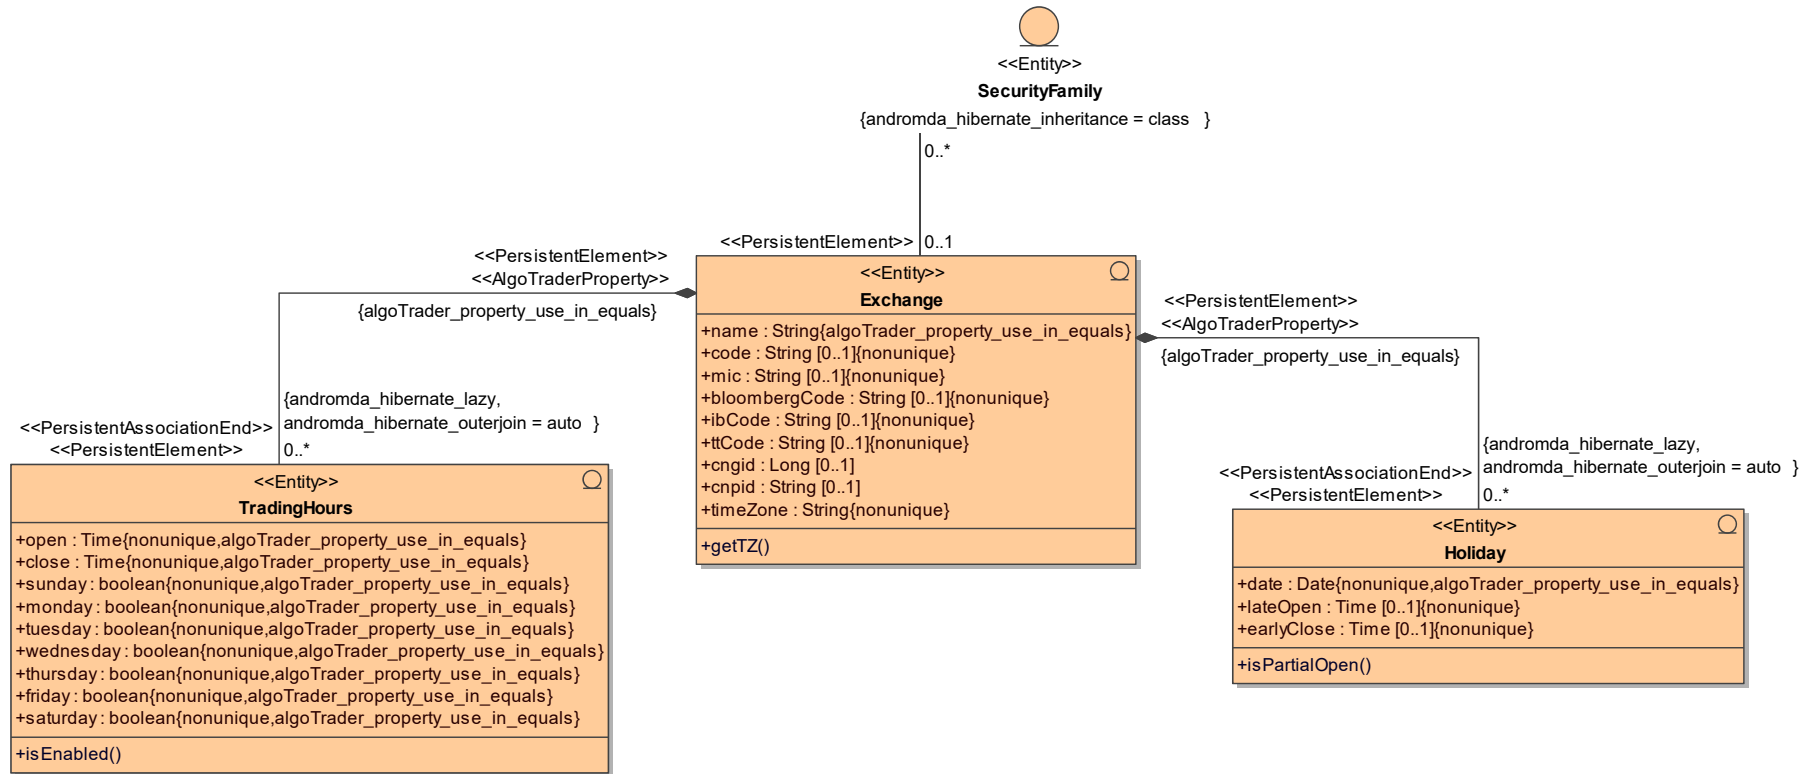 <<Entity>>
SecurityFamily
{andromda_hibernate_inheritance = class }
0..*
<<PersistentElement>> 0..1
<<PersistentElement>>
<<AlgoTraderProperty>>
{algoTrader_property_use_in_equals}
<<Entity>>
Exchange
+name : String{algoTrader_property_use_in_equals}
+code : String [0..1]{nonunique}
+mic : String [0..1]{nonunique}
+bloombergCode : String [0..1]{nonunique}
+ibCode : String [0..1]{nonunique}
+ttCode : String [0..1]{nonunique}
+cngid : Long [0..1]
+cnpid : String [0..1]
+timeZone : String{nonunique}
+getTZ()
<<PersistentElement>>
<<AlgoTraderProperty>>
{algoTrader_property_use_in_equals}
{andromda_hibernate_lazy,
andromda_hibernate_outerjoin = auto }
<<PersistentAssociationEnd>>
<<PersistentElement>> 0..*
<<Entity>>
TradingHours
+open : Time{nonunique,algoTrader_property_use_in_equals}
+close : Time{nonunique,algoTrader_property_use_in_equals}
+sunday : boolean{nonunique,algoTrader_property_use_in_equals}
+monday : boolean{nonunique,algoTrader_property_use_in_equals}
+tuesday : boolean{nonunique,algoTrader_property_use_in_equals}
+wednesday : boolean{nonunique,algoTrader_property_use_in_equals}
+thursday : boolean{nonunique,algoTrader_property_use_in_equals}
+friday : boolean{nonunique,algoTrader_property_use_in_equals}
+saturday : boolean{nonunique,algoTrader_property_use_in_equals}
+isEnabled()
{andromda_hibernate_lazy,
andromda_hibernate_outerjoin = auto }
<<PersistentAssociationEnd>>
<<PersistentElement>> 0..*
<<Entity>>
Holiday
+date : Date{nonunique,algoTrader_property_use_in_equals}
+lateOpen : Time [0..1]{nonunique}
+earlyClose : Time [0..1]{nonunique}
+isPartialOpen()